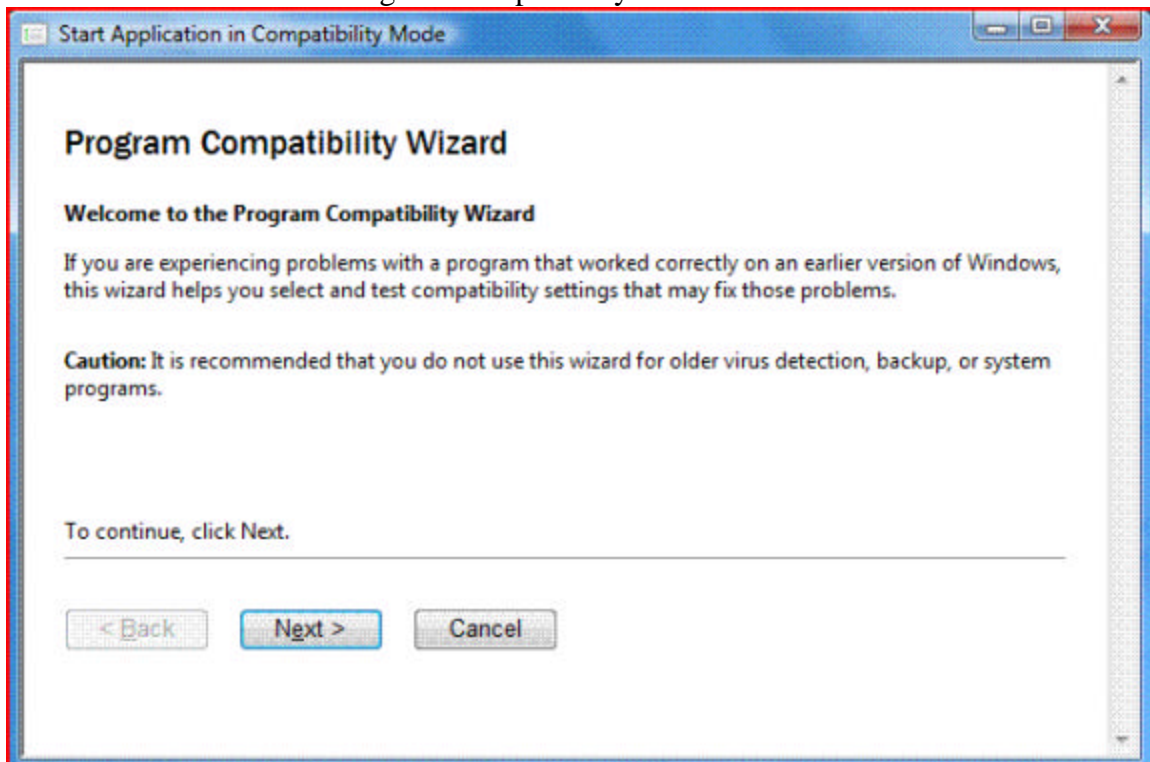 Start Application in Compatibility Mode
Program Compatibility Wizard
Welcome to the Program Compatibility Wizard
If you are experiencing problems with a program that worked correctly on an earlier version of Windows,
this wizard helps you select and test compatibility settings that may fix those problems.
Caution: It is recommended that you do not use this wizard for older virus detection, backup, or system
programs.
To continue, click Next.
< Back Next > Cancel